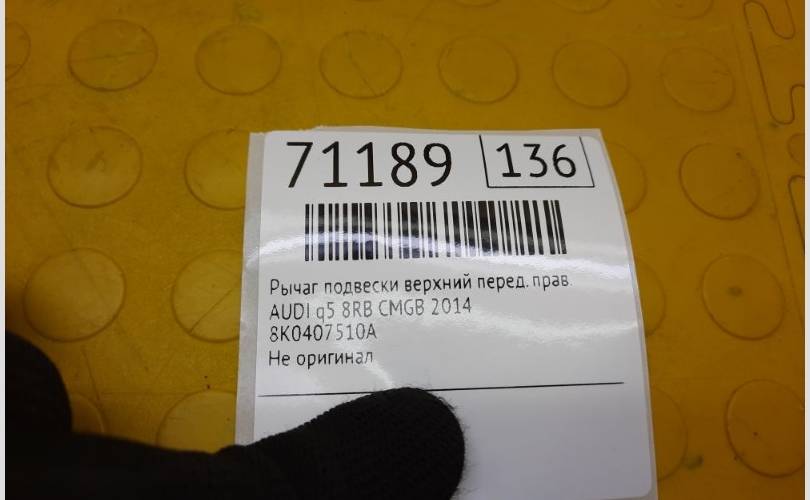 71189 136
Рычаг подвески верхний перед. прав.
AUDI q5 8RB CMGB 2014
8K0407510A
Не оригинал